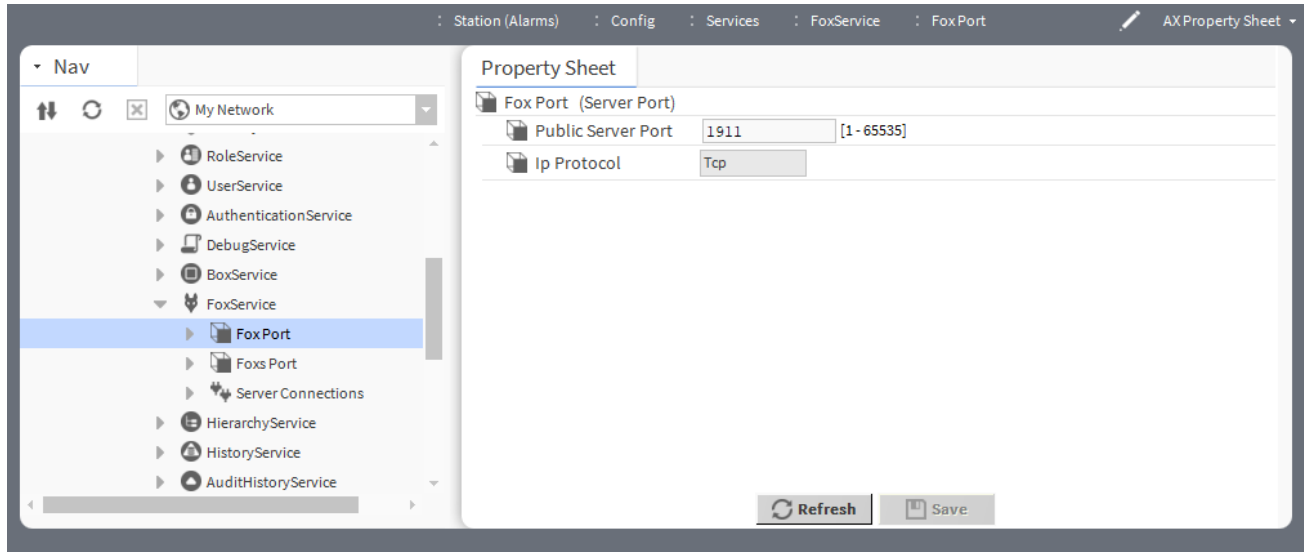 : Station (Alarms) : Config : Services : FoxService : Fox Port AX Property Sheet
Nav
My Network
RoleService
UserService
AuthenticationService
DebugService
BoxService
FoxService
Fox Port
Foxs Port
Server Connections
HierarchyService
HistoryService
AuditHistoryService
Property Sheet
Fox Port (Server Port)
Public Server Port 1911 [1 - 65535]
Ip Protocol Tcp
Refresh Save